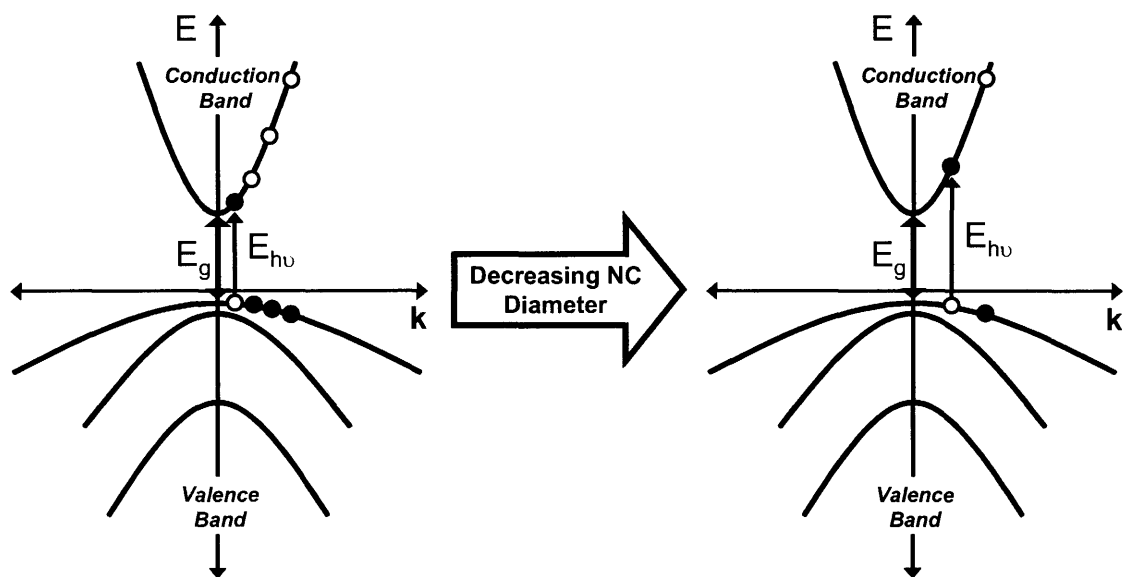 E
Conduction
Band
E_g
E_hυ
k
Valence
Band
Decreasing NC
Diameter
E
Conduction
Band
E_g
E_hυ
k
Valence
Band